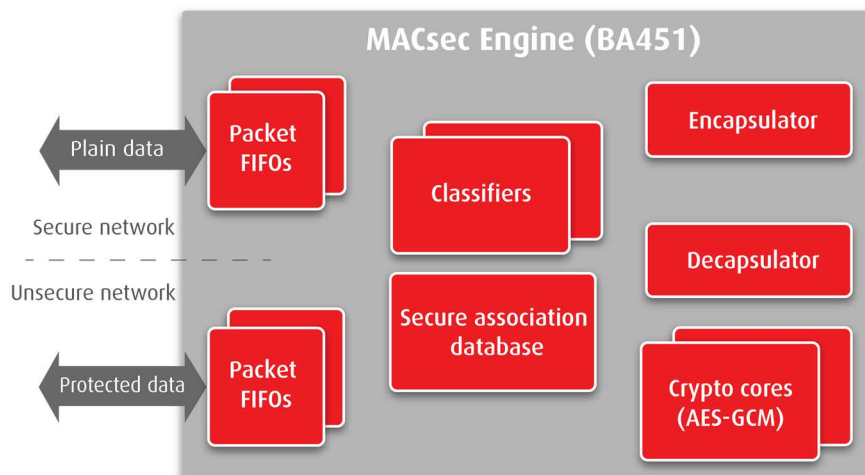 MACsec Engine (BA451)
Packet
FIFOs
Plain data
Encapsulator
Classifiers
Secure network
Unsecure network
Decapsulator
Secure association
database
Packet
FIFOs
Protected data
Crypto cores
(AES-GCM)